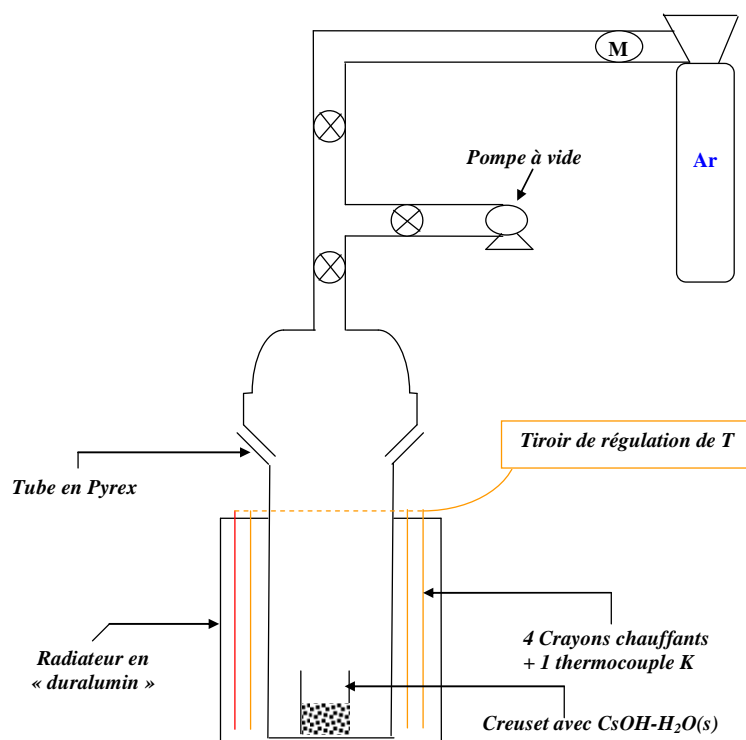 M
Ar
Pompe à vide
Tiroir de régulation de T
Tube en Pyrex
Radiateur en
« duralumin »
4 Crayons chauffants
+ 1 thermocouple K
Creuset avec CsOH-H2O(s)